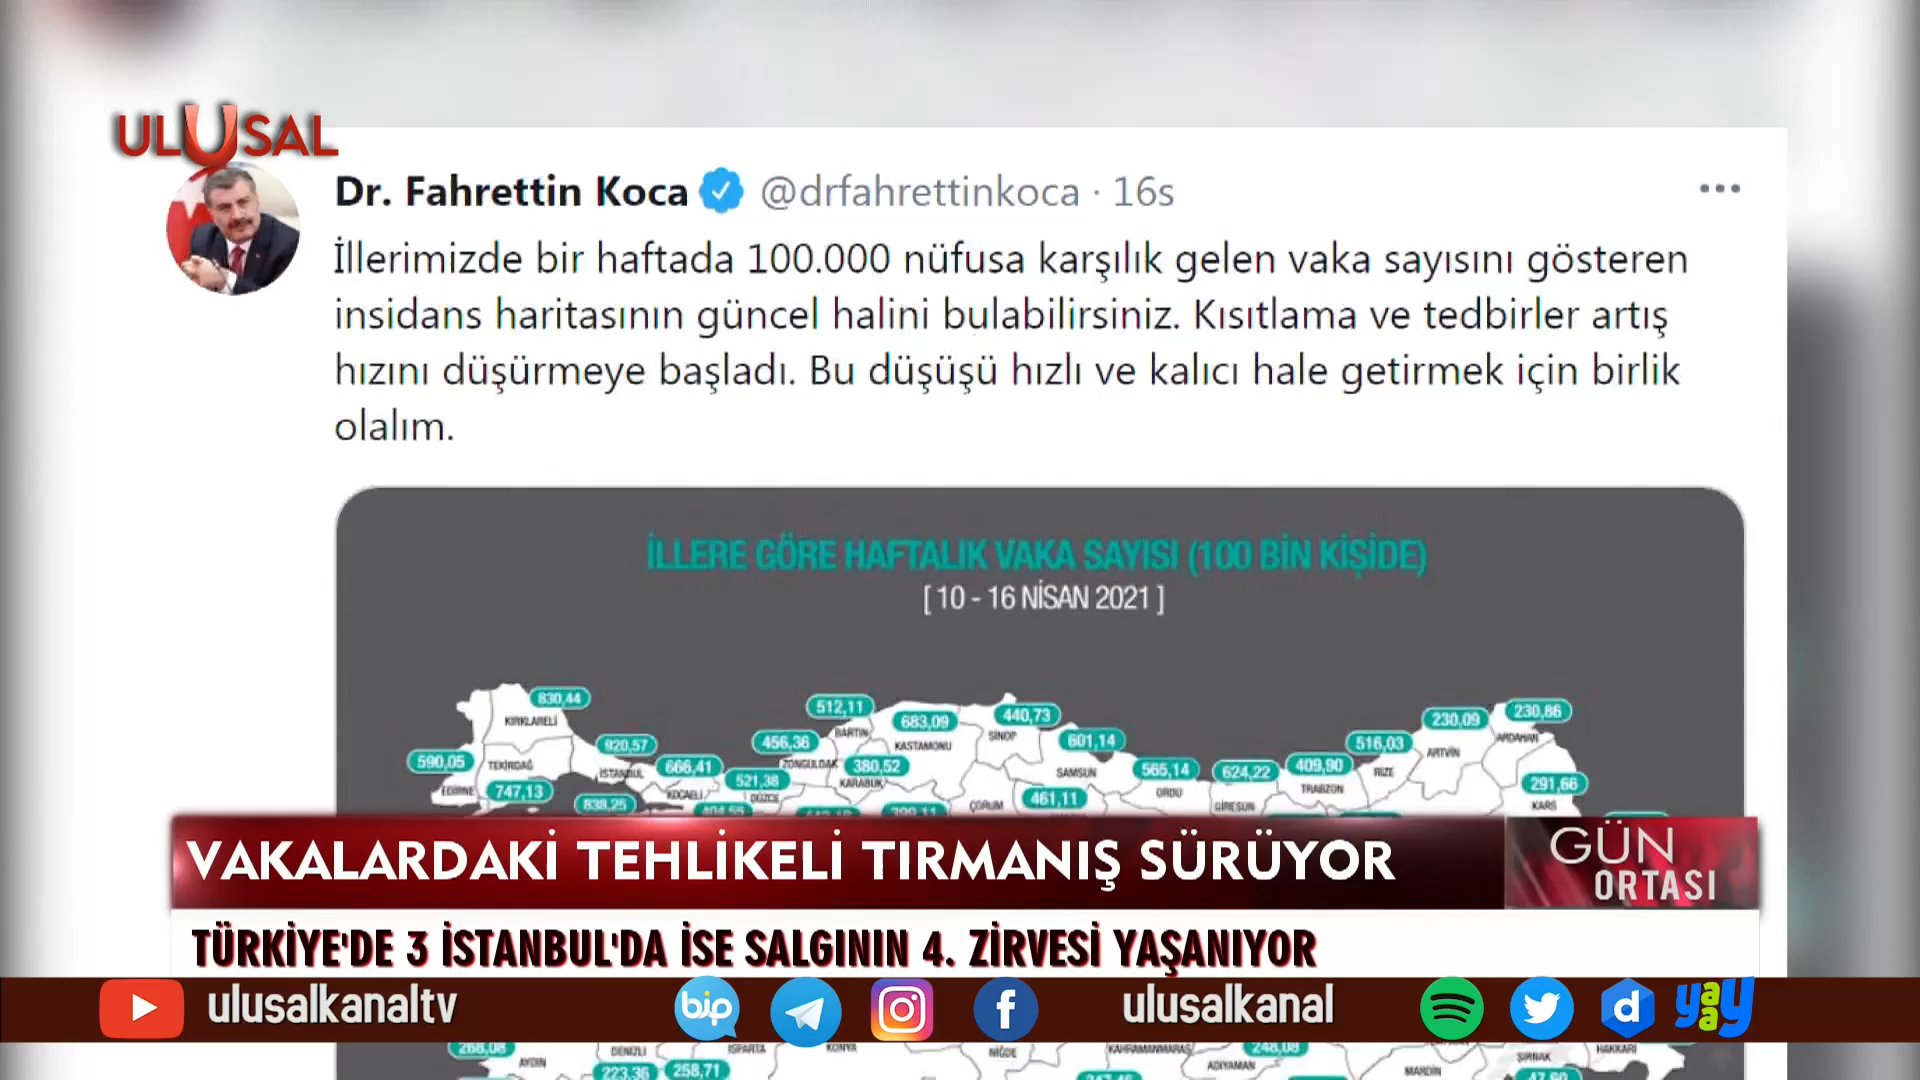 ULUSAL
Dr. Fahrettin Koca @drfahrettinkoca · 16s
İllerimizde bir haftada 100.000 nüfusa karşılık gelen vaka sayısını gösteren
insidans haritasının güncel halini bulabilirsiniz. Kısıtlama ve tedbirler artış
hızını düşürmeye başladı. Bu düşüşü hızlı ve kalıcı hale getirmek için birlik
olalım.
İLLERE GÖRE HAFTALIK VAKA SAYISI (100 BİN KİŞİDE)
[ 10 - 16 NİSAN 2021 ]
830,44
KIRKLARELİ
590,05
EDİRNE
TEKİRDAĞ
747,13
920,57
İSTANBUL
838,25
666,41
KOCAELİ
521,38
DÜZCE
456,36
ZONGULDAK
512,11
BARTIN
380,52
KARABÜK
683,09
KASTAMONU
440,73
SİNOP
601,14
SAMSUN
ÇORUM
461,11
565,14
ORDU
624,22
GİRESUN
409,90
TRABZON
516,03
RİZE
230,09
ARTVİN
230,86
ARDAHAN
291,66
KARS
VAKALARDAKİ TEHLİKELİ TIRMANIŞ SÜRÜYOR
GÜN
ORTASI
TÜRKİYE'DE 3 İSTANBUL'DA İSE SALGININ 4. ZİRVESİ YAŞANIYOR
ulusalkanaltv
bip
ulusalkanal
d
yaay
268,08
AYDIN
DENİZLİ
223,36
258,71
ISPARTA
KONYA
NİĞDE
KAHRAMANMARAŞ
248,08
ADIYAMAN
MARDİN
ŞIRNAK
47,60
HAKKARİ